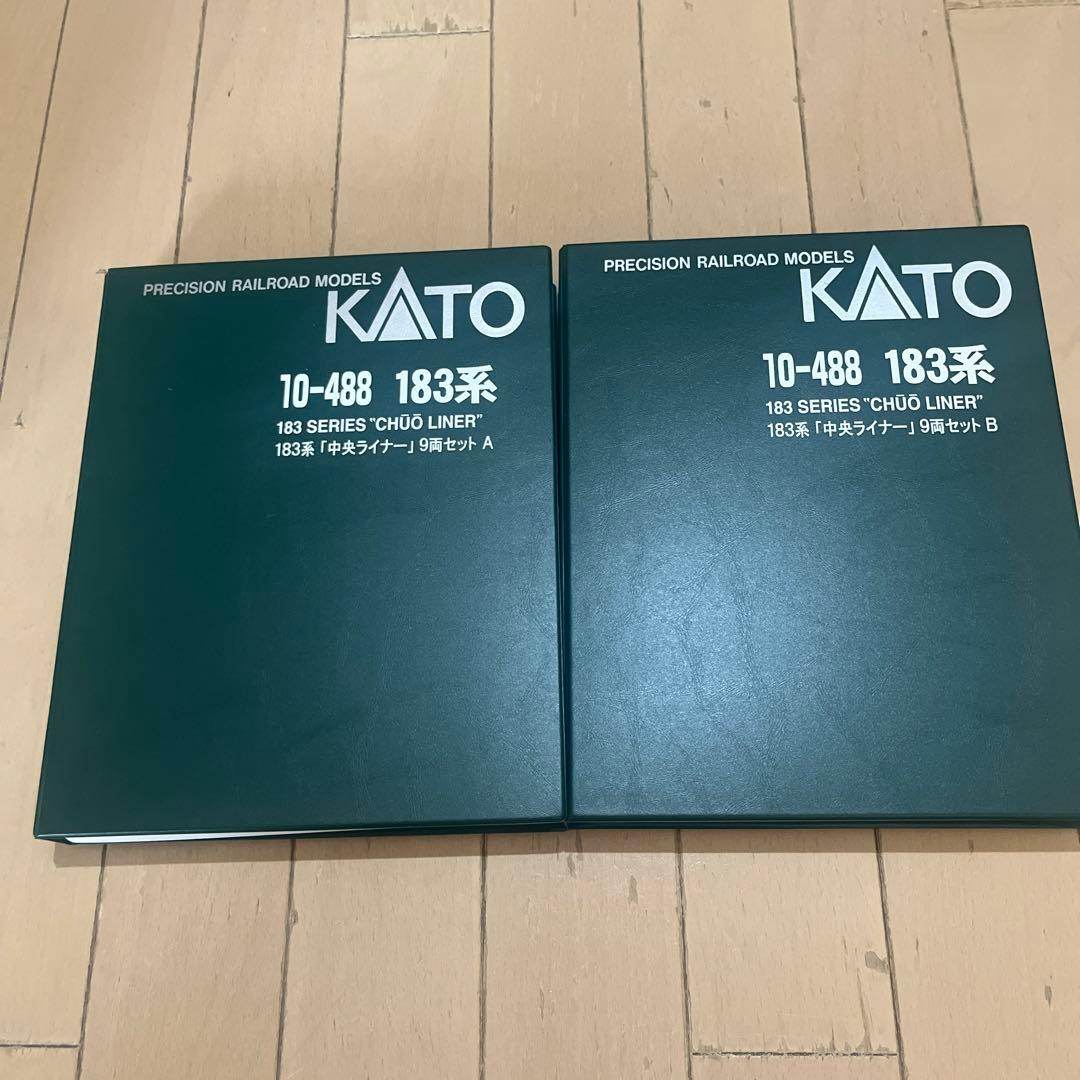 PRECISION RAILROAD MODELS
KATO
10-488 183系
183 SERIES "CHŪŌ LINER"
183系「中央ライナー」9両セット A
PRECISION RAILROAD MODELS
KATO
10-488 183系
183 SERIES "CHŪŌ LINER"
183系「中央ライナー」9両セット B